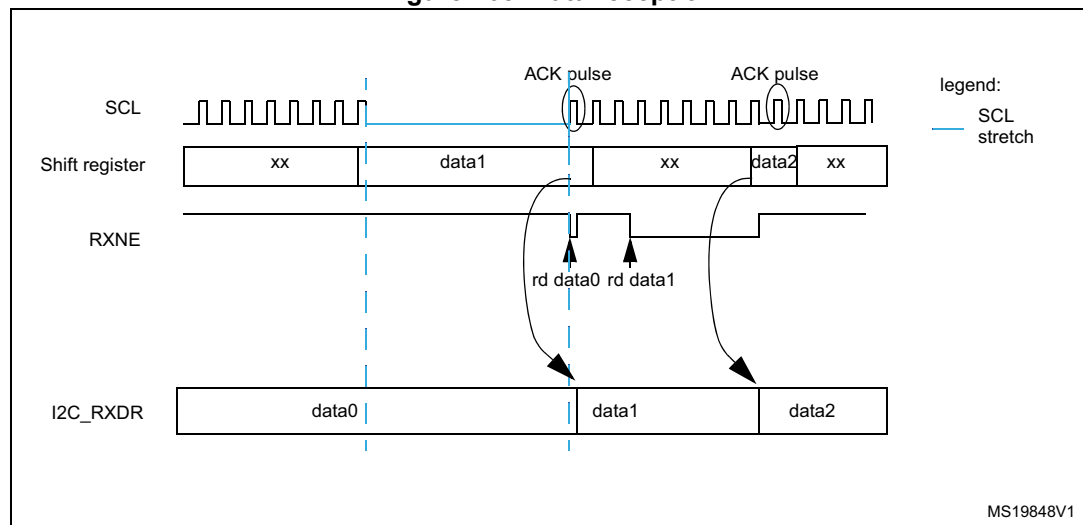 ACK pulse
ACK pulse
legend:
SCL
SCL
stretch
Shift register
xx
data1
xx
data2
xx
RXNE
rd data0
rd data1
I2C_RXDR
data0
data1
data2
MS19848V1